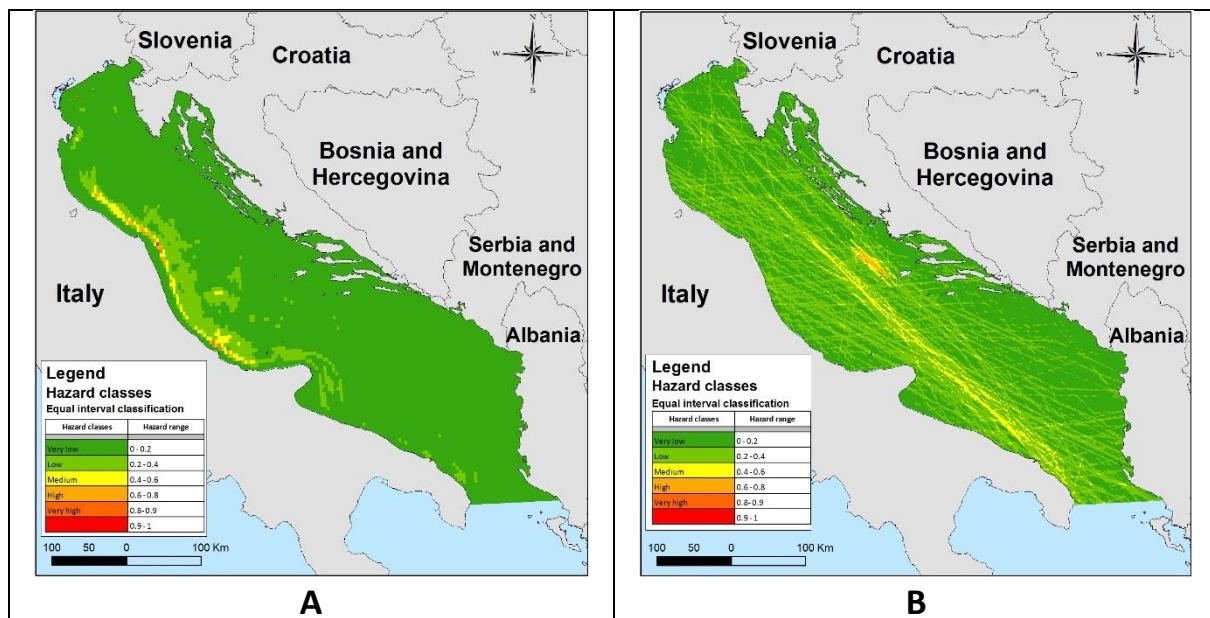 Slovenia
Croatia
N
W
E
S
Bosnia and
Hercegovina
Serbia and
Montenegro
Italy
Albania
Legend
Hazard classes
Equal interval classification
Hazard classes Hazard range
Very low 0 - 0.2
Low 0.2 - 0.4
Medium 0.4 - 0.6
High 0.6 - 0.8
Very high 0.8-0.9
0.9 - 1
100 50 0 100 Km
A
Slovenia
Croatia
N
W
E
S
Bosnia and
Hercegovina
Serbia and
Montenegro
Italy
Albania
Legend
Hazard classes
Equal interval classification
Hazard classes Hazard range
Very low 0 - 0.2
Low 0.2 - 0.4
Medium 0.4 - 0.6
High 0.6 - 0.8
Very high 0.8-0.9
0.9 - 1
100 50 0 100 Km
B